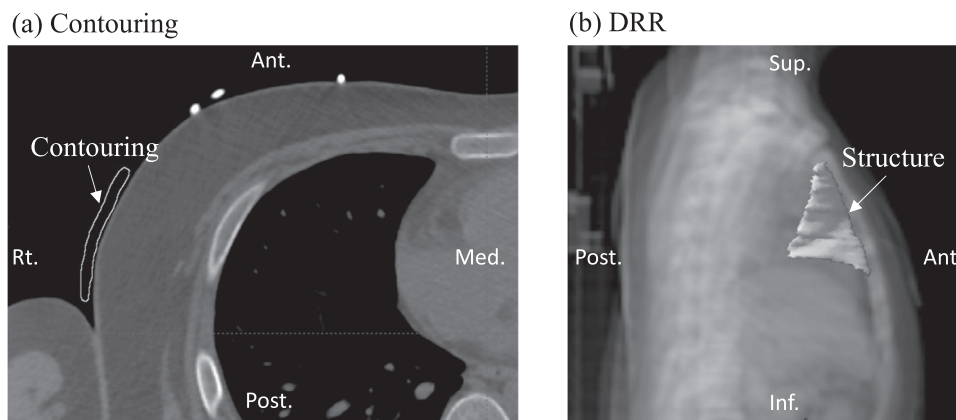 (a) Contouring
Ant.
Contouring
Rt.
Med.
Post.
(b) DRR
Sup.
Structure
Post.
Ant
Inf.